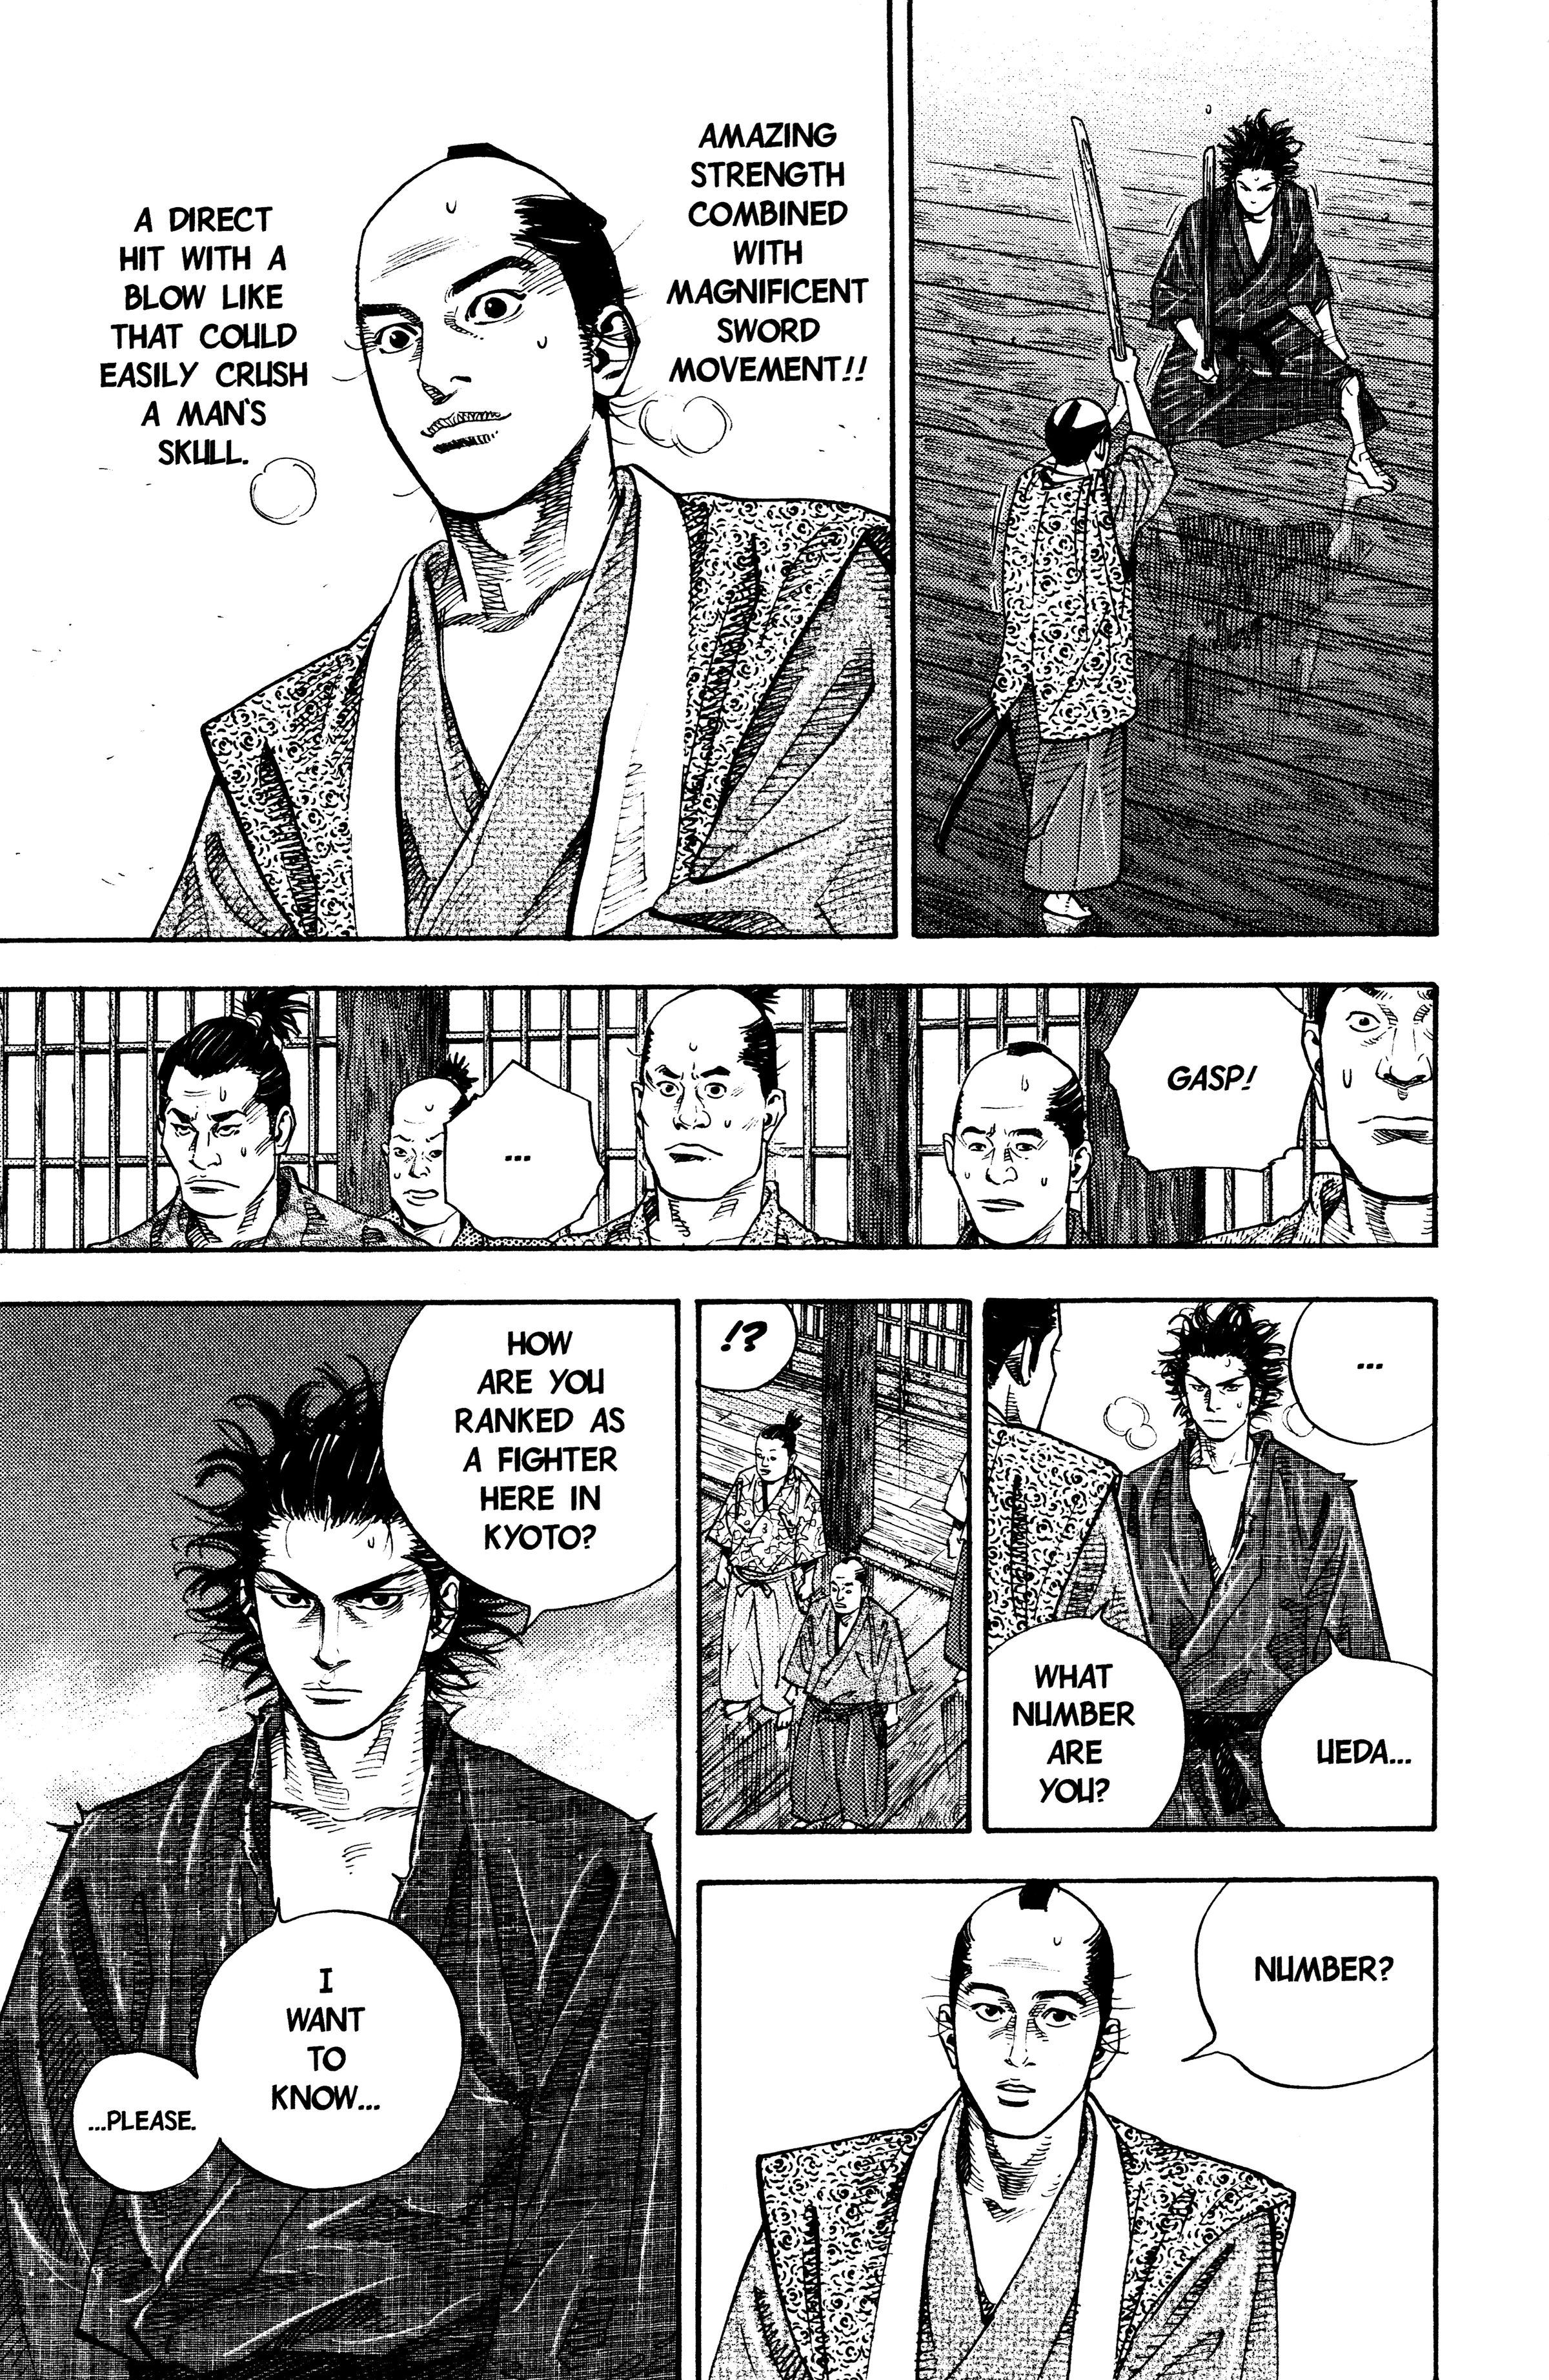 AMAZING
STRENGTH
COMBINED
WITH
MAGNIFICENT
SWORD
MOVEMENT!!
A DIRECT
HIT WITH A
BLOW LIKE
THAT COULD
EASILY CRUSH
A MAN'S
SKULL.
GASP!
...
...
UEDA...
WHAT
NUMBER
ARE
YOU?
!?
NUMBER?
HOW
ARE YOU
RANKED AS
A FIGHTER
HERE IN
KYOTO?
I
WANT
TO
KNOW...
...PLEASE.